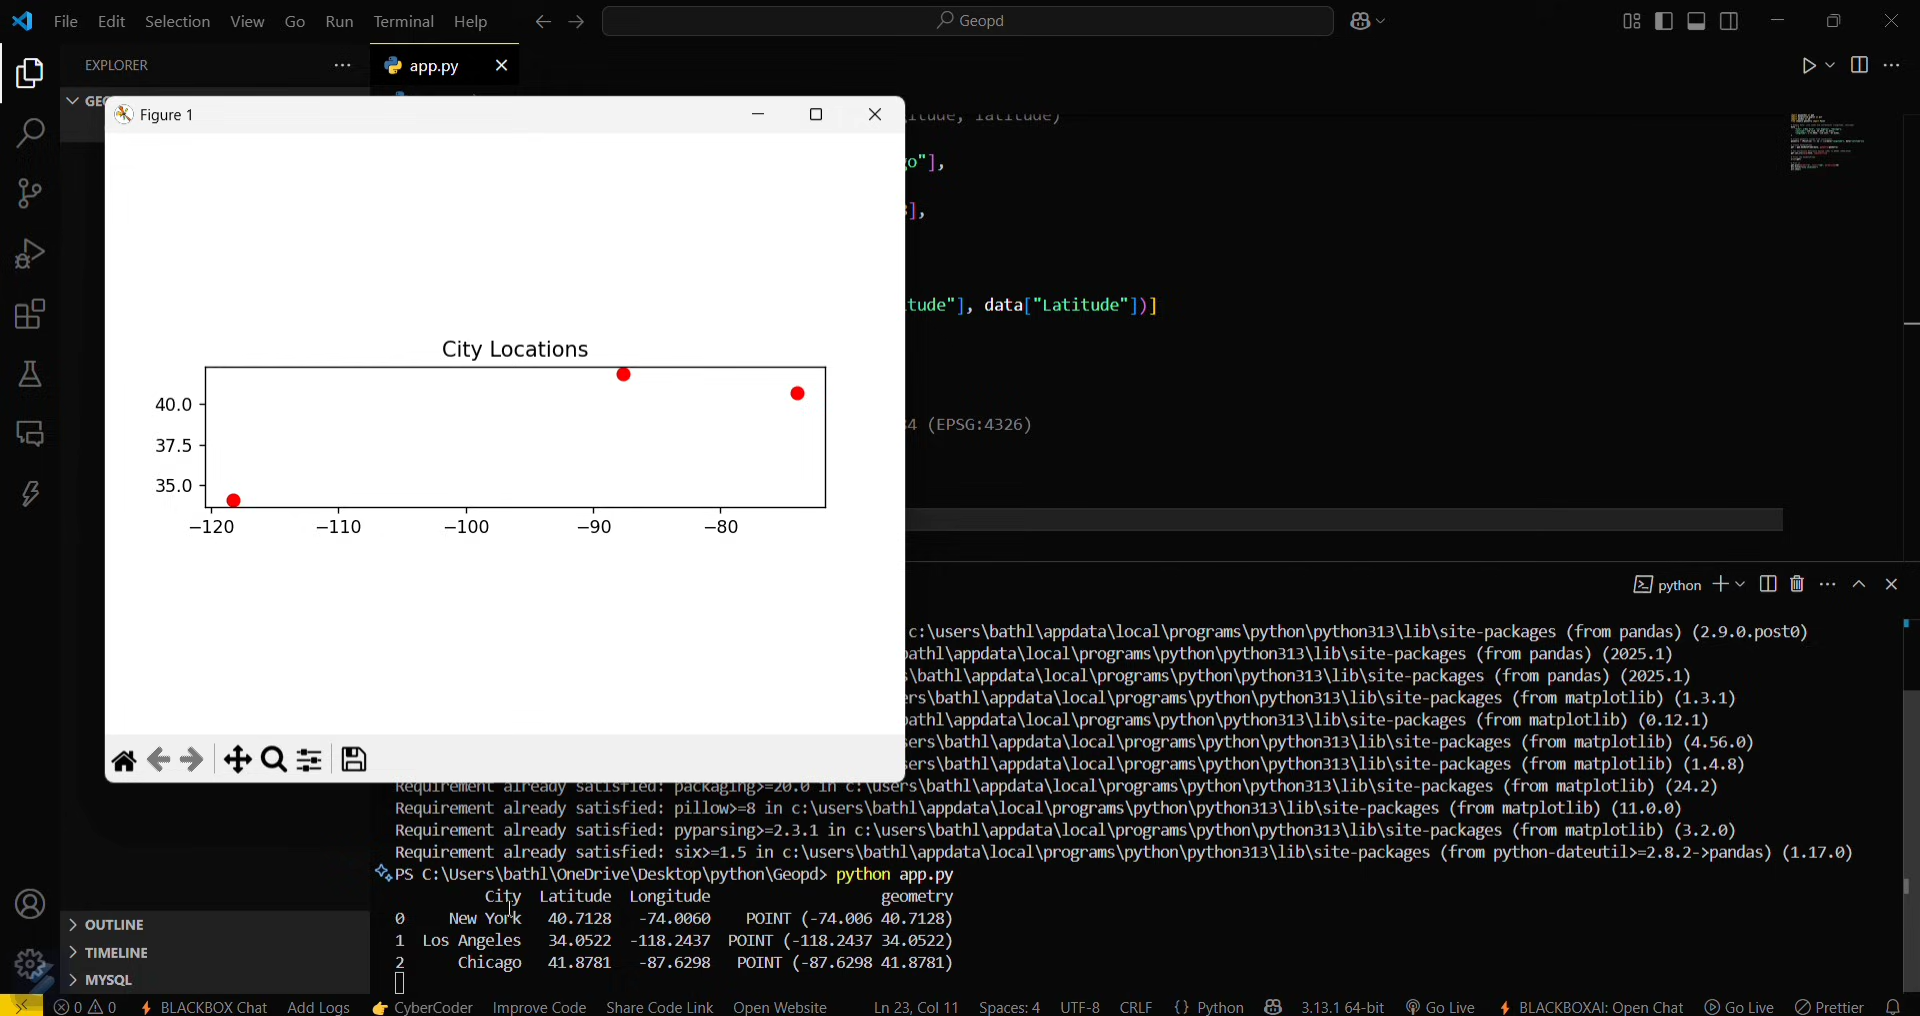 File Edit Selection View Go Run Terminal Help
Geopd
EXPLORER
app.py
GEO
Figure 1
itude, latitude)
go"],
],
tude"], data["Latitude"])]
4 (EPSG:4326)
City Locations
40.0
37.5
35.0
−120 −110 −100 −90 −80
python
c:\users\bathl\appdata\local\programs\python\python313\lib\site-packages (from pandas) (2.9.0.post0)
athl\appdata\local\programs\python\python313\lib\site-packages (from pandas) (2025.1)
\bathl\appdata\local\programs\python\python313\lib\site-packages (from pandas) (2025.1)
ers\bathl\appdata\local\programs\python\python313\lib\site-packages (from matplotlib) (1.3.1)
athl\appdata\local\programs\python\python313\lib\site-packages (from matplotlib) (0.12.1)
ers\bathl\appdata\local\programs\python\python313\lib\site-packages (from matplotlib) (4.56.0)
ers\bathl\appdata\local\programs\python\python313\lib\site-packages (from matplotlib) (1.4.8)
Requirement already satisfied: packaging>=20.0 in c:\users\bathl\appdata\local\programs\python\python313\lib\site-packages (from matplotlib) (24.2)
Requirement already satisfied: pillow>=8 in c:\users\bathl\appdata\local\programs\python\python313\lib\site-packages (from matplotlib) (11.0.0)
Requirement already satisfied: pyparsing>=2.3.1 in c:\users\bathl\appdata\local\programs\python\python313\lib\site-packages (from matplotlib) (3.2.0)
Requirement already satisfied: six>=1.5 in c:\users\bathl\appdata\local\programs\python\python313\lib\site-packages (from python-dateutil>=2.8.2->pandas) (1.17.0)
PS C:\Users\bathl\OneDrive\Desktop\python\Geopd> python app.py
City Latitude Longitude geometry
0 New York 40.7128 -74.0060 POINT (-74.006 40.7128)
1 Los Angeles 34.0522 -118.2437 POINT (-118.2437 34.0522)
2 Chicago 41.8781 -87.6298 POINT (-87.6298 41.8781)
OUTLINE
TIMELINE
MYSQL
0 0 BLACKBOX Chat Add Logs CyberCoder Improve Code Share Code Link Open Website Ln 23, Col 11 Spaces: 4 UTF-8 CRLF {} Python 3.13.1 64-bit Go Live BLACKBOXAI: Open Chat Go Live Prettier